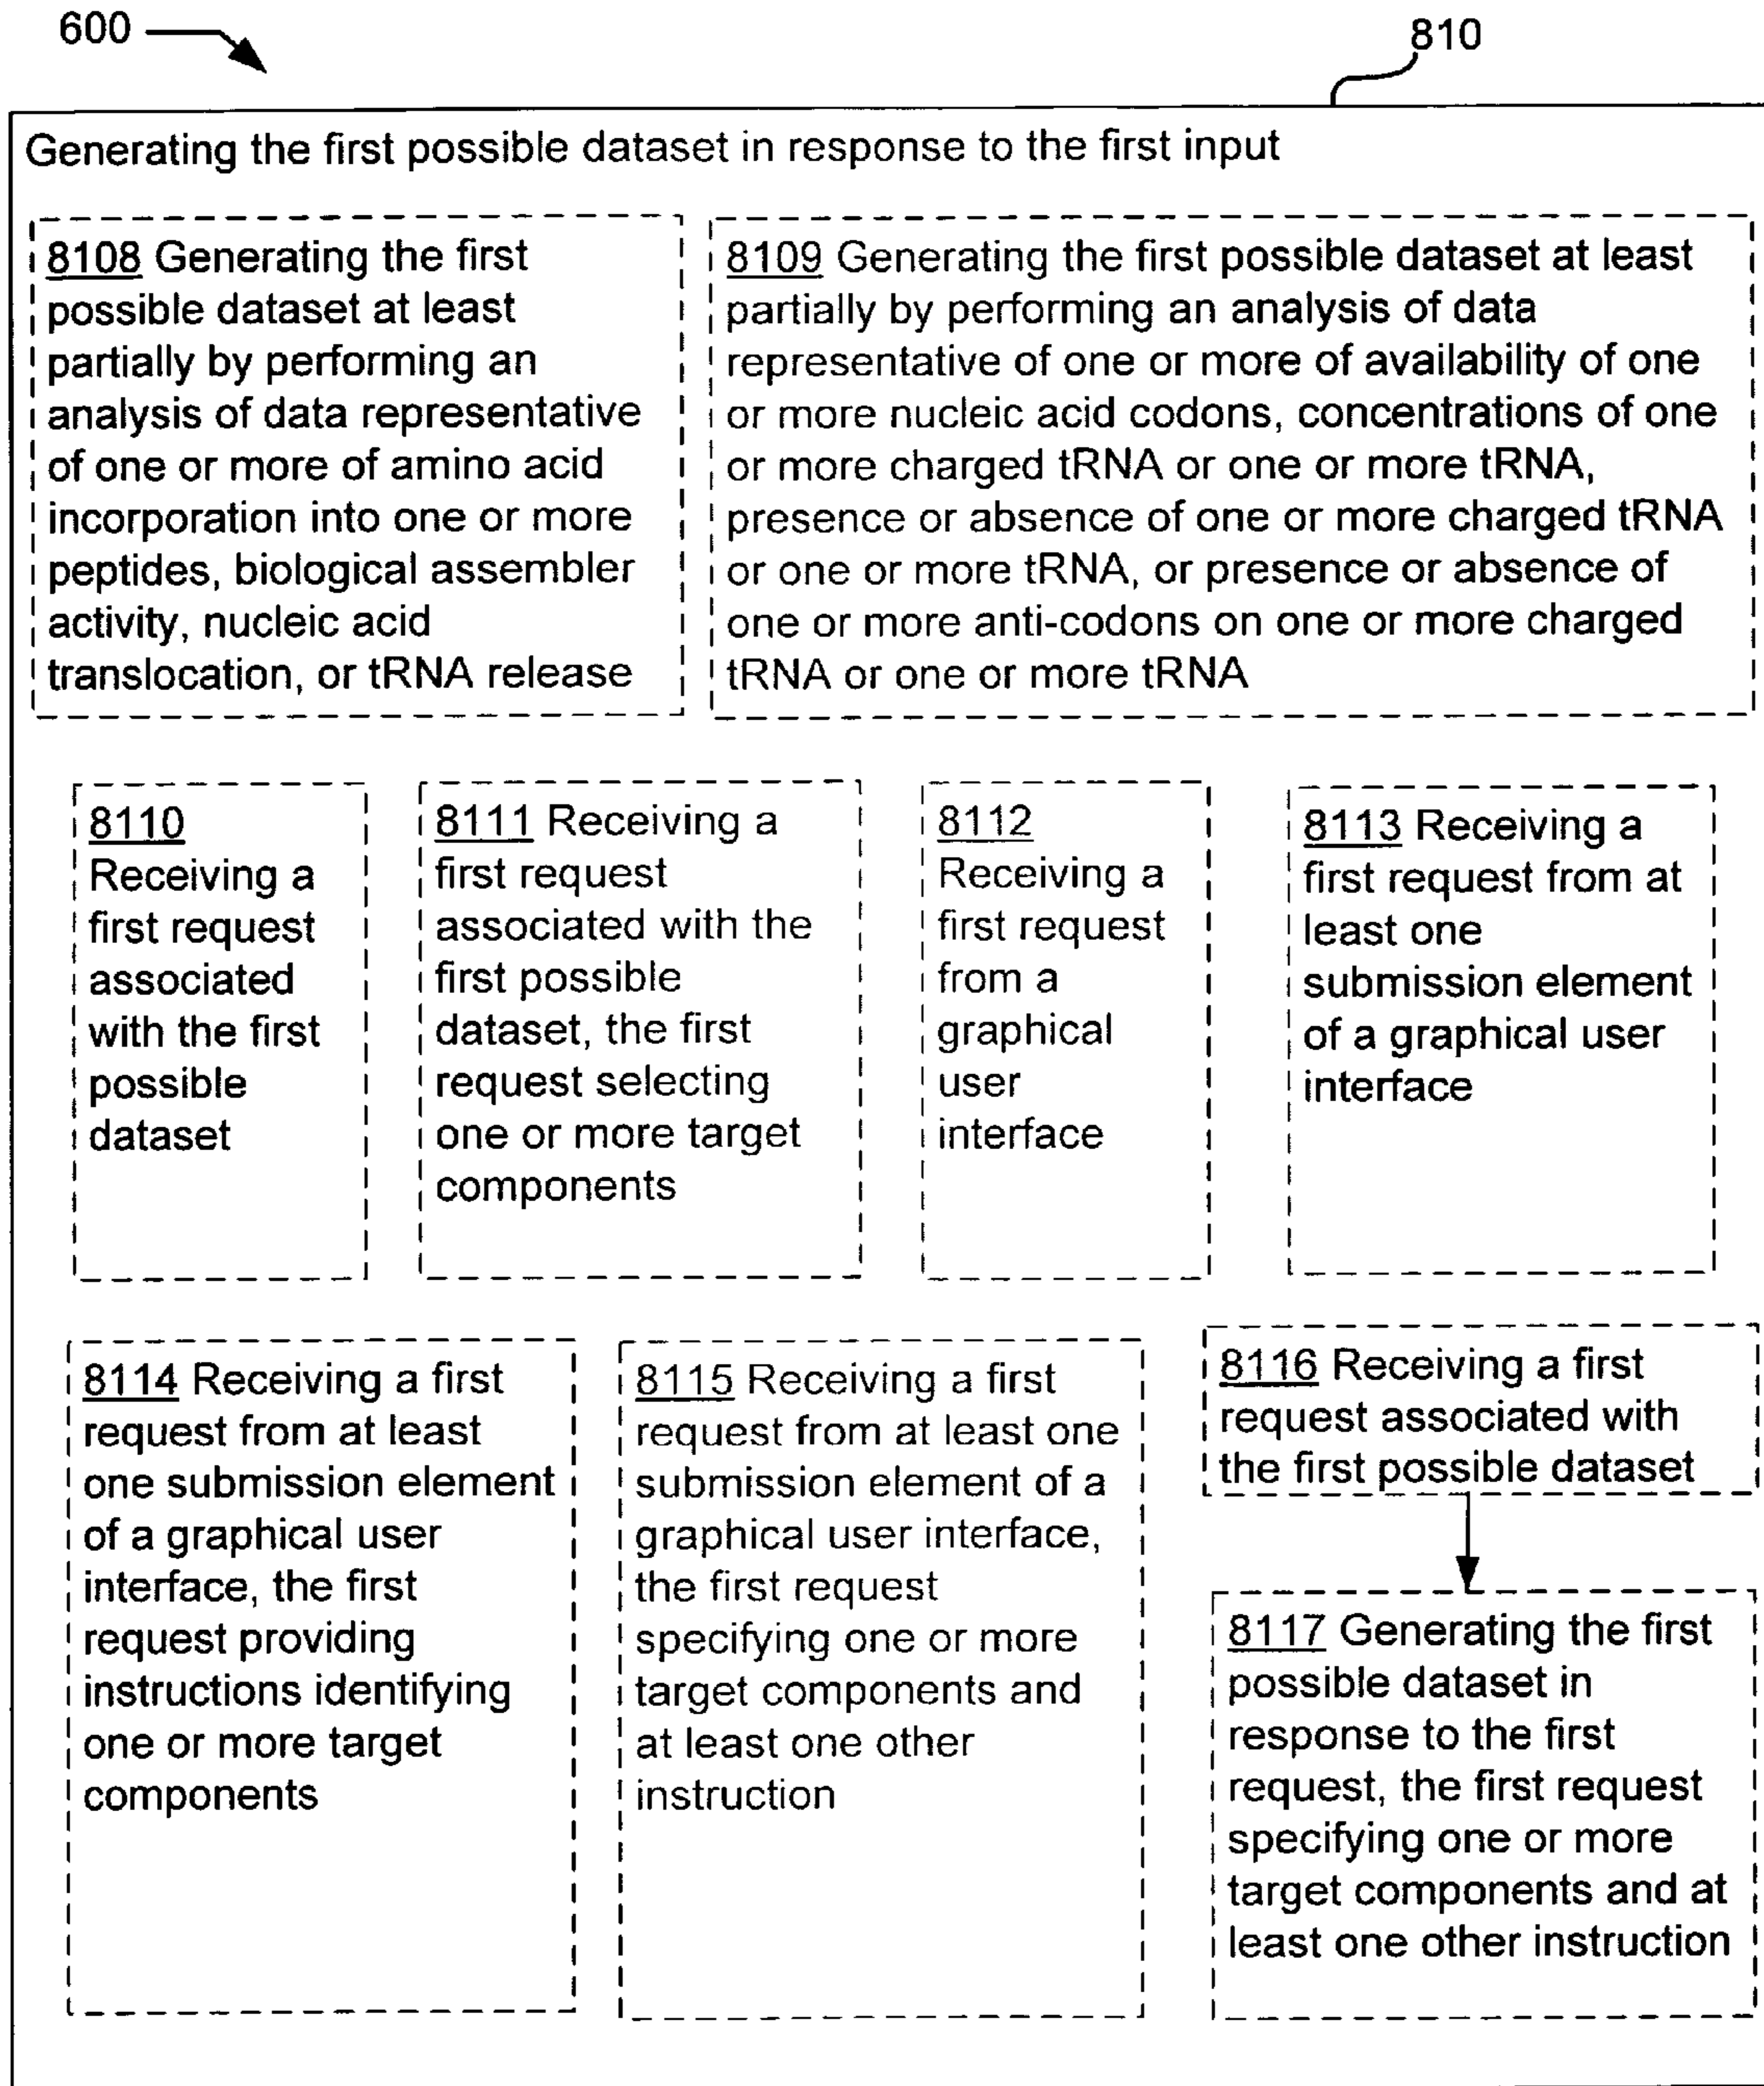 600
810
Generating the first possible dataset in response to the first input
8108 Generating the first
possible dataset at least
partially by performing an
analysis of data representative
of one or more of amino acid
incorporation into one or more
peptides, biological assembler
activity, nucleic acid
translocation, or tRNA release
8109 Generating the first possible dataset at least
partially by performing an analysis of data
representative of one or more of availability of one
or more nucleic acid codons, concentrations of one
or more charged tRNA or one or more tRNA,
presence or absence of one or more charged tRNA
or one or more tRNA, or presence or absence of
one or more anti-codons on one or more charged
tRNA or one or more tRNA
8110
Receiving a
first request
associated
with the first
possible
dataset
8111 Receiving a
first request
associated with the
first possible
dataset, the first
request selecting
one or more target
components
8112
Receiving a
first request
from a
graphical
user
interface
8113 Receiving a
first request from at
least one
submission element
of a graphical user
interface
8114 Receiving a first
request from at least
one submission element
of a graphical user
interface, the first
request providing
instructions identifying
one or more target
components
8115 Receiving a first
request from at least one
submission element of a
graphical user interface,
the first request
specifying one or more
target components and
at least one other
instruction
8116 Receiving a first
request associated with
the first possible dataset
8117 Generating the first
possible dataset in
response to the first
request, the first request
specifying one or more
target components and at
least one other instruction